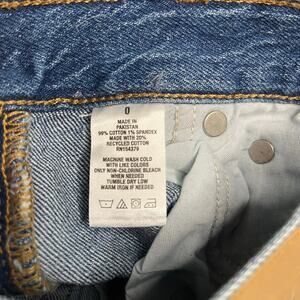 0
MADE IN
PAKISTAN
99% COTTON 1% SPANDEX
MADE WITH 20%
RECYCLED COTTON
RN154379
MACHINE WASH COLD
WITH LIKE COLORS
ONLY NON-CHLORINE BLEACH
WHEN NEEDED
TUMBLE DRY LOW
WARM IRON IF NEEDED